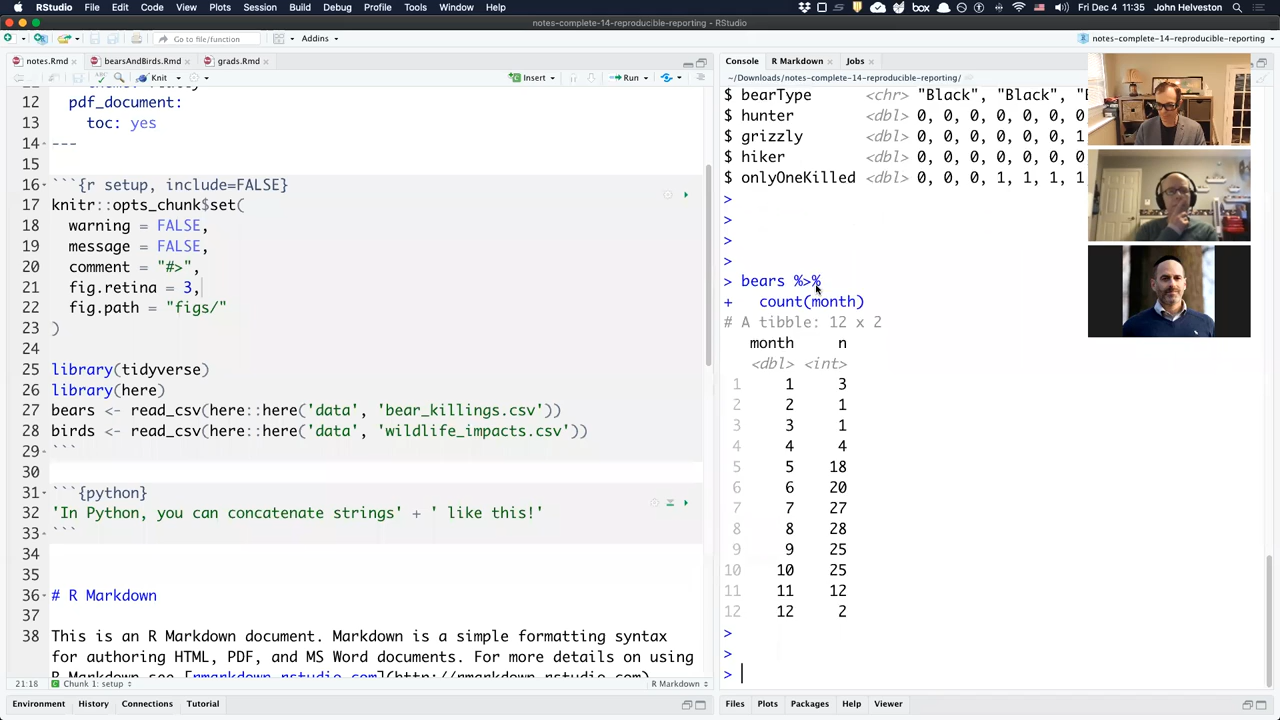 RStudio File Edit Code View Plots Session Build Debug Profile Tools Window Help
box
Fri Dec 4 11:35 John Helveston
notes-complete-14-reproducible-reporting - RStudio
Go to file/function
Addins
notes-complete-14-reproducible-reporting
notes.Rmd
bearsAndBirds.Rmd
grads.Rmd
Knit
Insert
Run
12 pdf_document:
13 toc: yes
14 ---
15
16 ```{r setup, include=FALSE}
17 knitr::opts_chunk$set(
18 warning = FALSE,
19 message = FALSE,
20 comment = "#>",
21 fig.retina = 3,
22 fig.path = "figs/"
23 )
24
25 library(tidyverse)
26 library(here)
27 bears <- read_csv(here::here('data', 'bear_killings.csv'))
28 birds <- read_csv(here::here('data', 'wildlife_impacts.csv'))
29 ```
30
31 ```{python}
32 'In Python, you can concatenate strings' + ' like this!'
33 ```
34
35
36 # R Markdown
37
38 This is an R Markdown document. Markdown is a simple formatting syntax
for authoring HTML, PDF, and MS Word documents. For more details on using
R Markdown see [rmarkdown.rstudio.com](http://rmarkdown.rstudio.com)
21:18 Chunk 1: setup
R Markdown
Environment History Connections Tutorial
Console R Markdown Jobs
~/Downloads/notes-complete-14-reproducible-reporting/
$ bearType <chr> "Black", "Black", "B
$ hunter <dbl> 0, 0, 0, 0, 0, 0, 0
$ grizzly <dbl> 0, 0, 0, 0, 0, 0, 1
$ hiker <dbl> 0, 0, 0, 0, 0, 0, 0
$ onlyOneKilled <dbl> 0, 0, 0, 1, 1, 1, 1
>
>
>
>
> bears %>%
+ count(month)
# A tibble: 12 x 2
month n
<dbl> <int>
1 1 3
2 2 1
3 3 1
4 4 4
5 5 18
6 6 20
7 7 27
8 8 28
9 9 25
10 10 25
11 11 12
12 12 2
>
>
>
Files Plots Packages Help Viewer